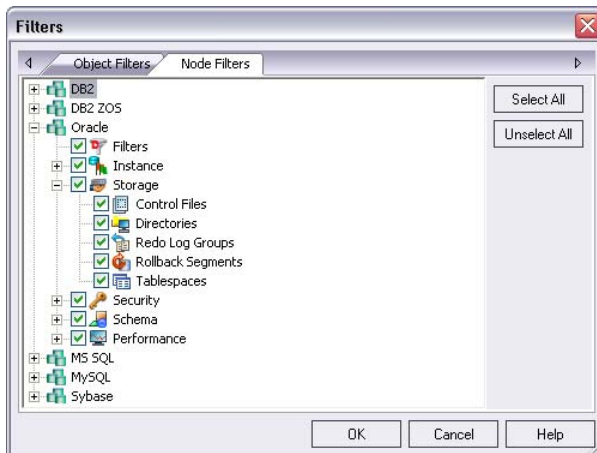 Filters
Object Filters Node Filters
DB2
DB2 ZOS
Oracle
Filters
Instance
Storage
Control Files
Directories
Redo Log Groups
Rollback Segments
Tablespaces
Security
Schema
Performance
MS SQL
MySQL
Sybase
Select All
Unselect All
OK Cancel Help